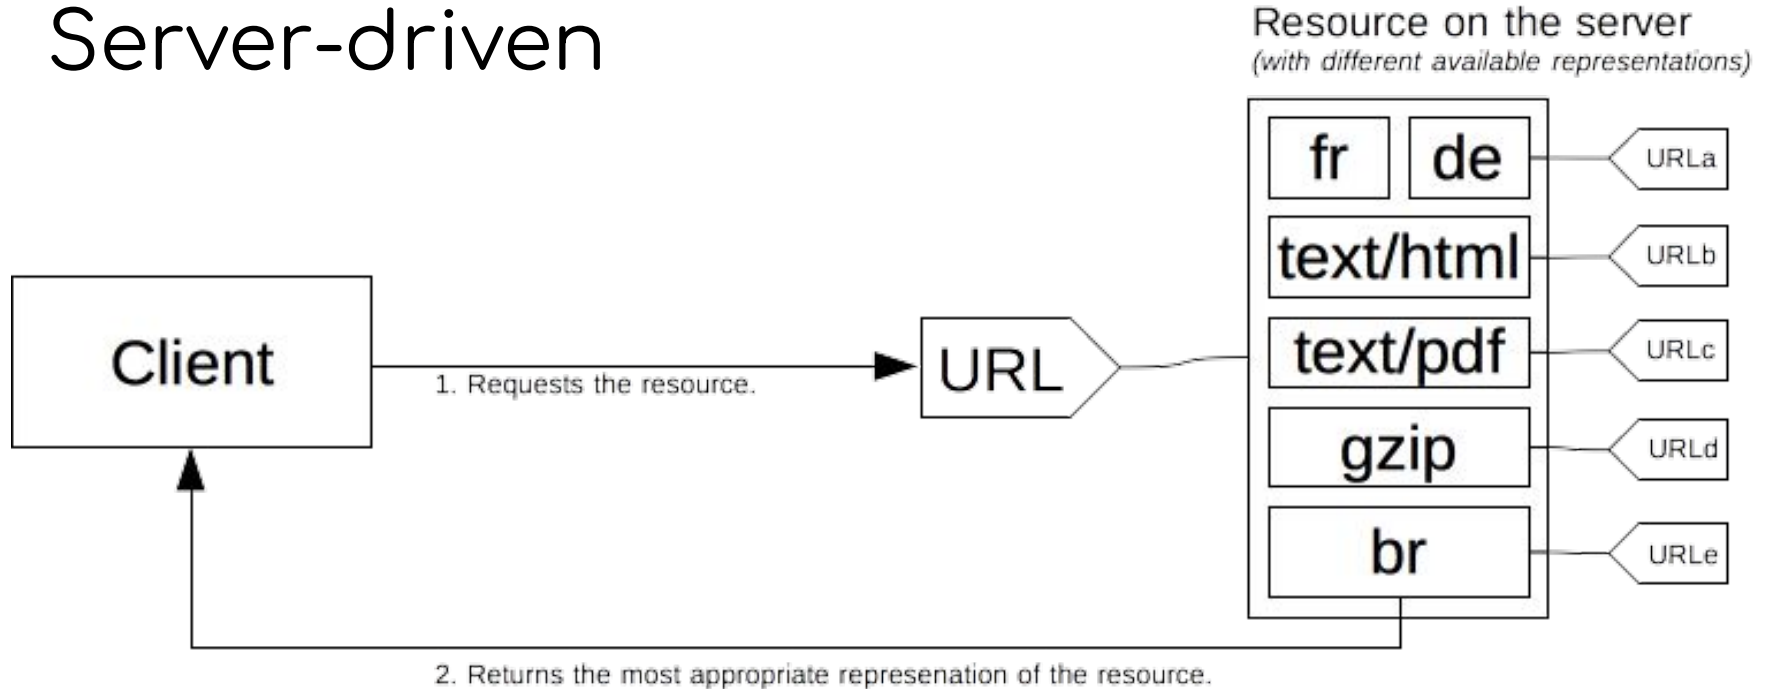 Server-driven
Resource on the server
(with different available representations)
fr de URLa
text/html URLb
Client
1. Requests the resource.
URL
text/pdf URLc
gzip URLd
br URLe
2. Returns the most appropriate represenation of the resource.